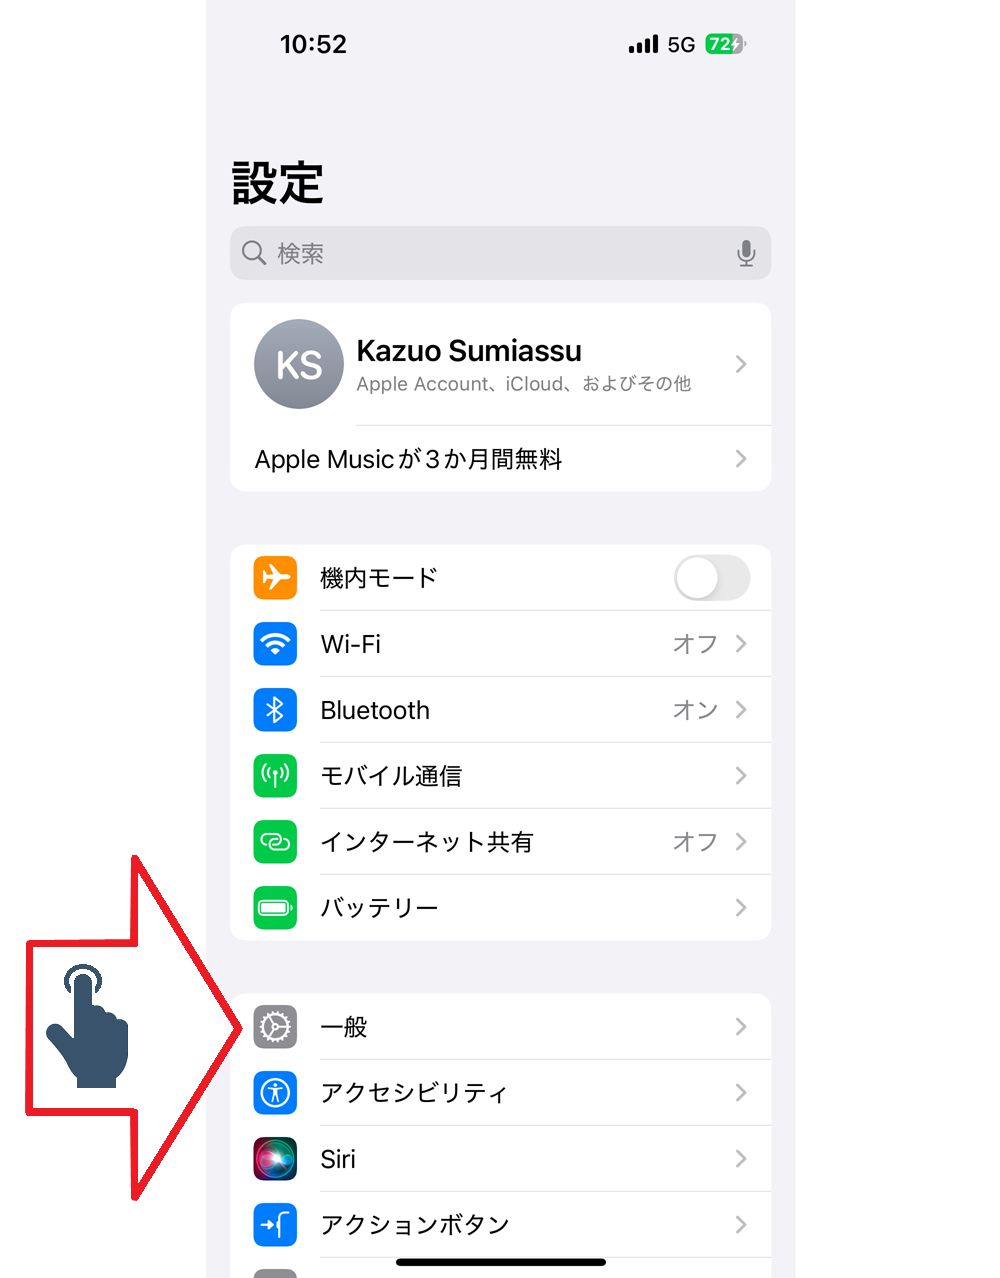 10:52
5G
72
設定
検索
KS
Kazuo Sumiassu
Apple Account、iCloud、およびその他
Apple Musicが3か月間無料
機内モード
Wi-Fi
オフ
Bluetooth
オン
モバイル通信
インターネット共有
オフ
バッテリー
一般
アクセシビリティ
Siri
アクションボタン